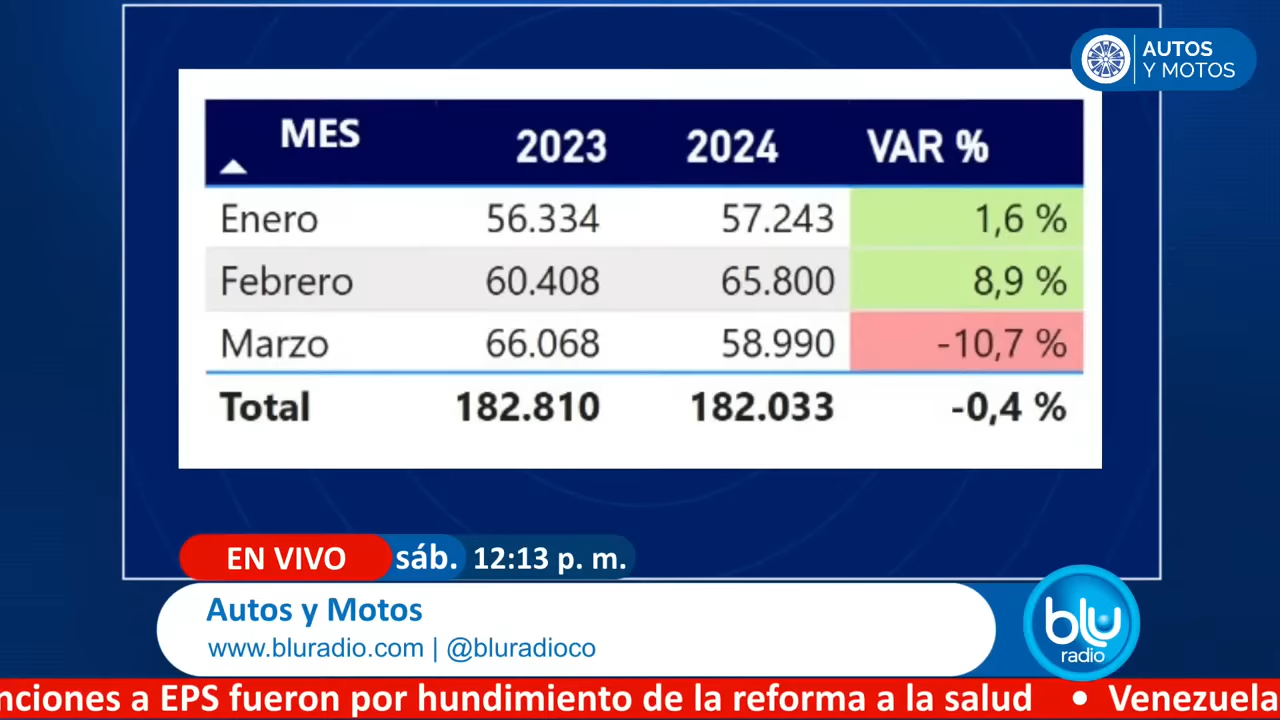 AUTOS
Y MOTOS
MES 2023 2024 VAR %
Enero 56.334 57.243 1,6 %
Febrero 60.408 65.800 8,9 %
Marzo 66.068 58.990 -10,7 %
Total 182.810 182.033 -0,4 %
EN VIVO sáb. 12:13 p. m.
Autos y Motos
www.bluradio.com | @bluradioco
blu
radio
nciones a EPS fueron por hundimiento de la reforma a la salud • Venezuela